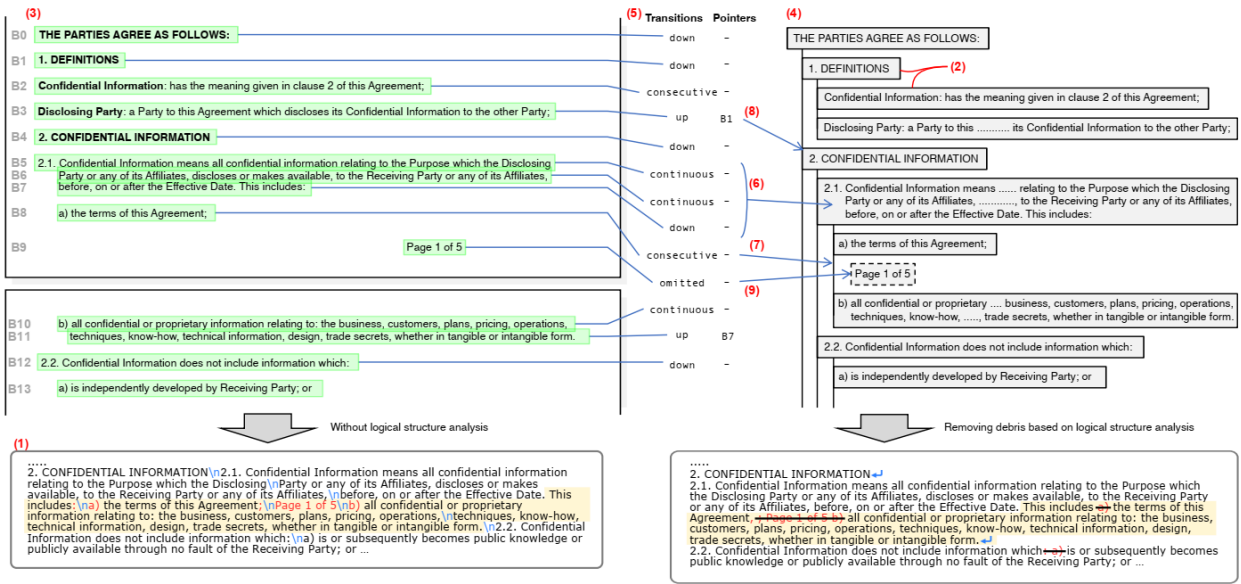 (3)
B0 THE PARTIES AGREE AS FOLLOWS:
B1 1. DEFINITIONS
B2 Confidential Information: has the meaning given in clause 2 of this Agreement;
B3 Disclosing Party: a Party to this Agreement which discloses its Confidential Information to the other Party;
B4 2. CONFIDENTIAL INFORMATION
B5 2.1. Confidential Information means all confidential information relating to the Purpose which the Disclosing
B6 Party or any of its Affiliates, discloses or makes available, to the Receiving Party or any of its Affiliates,
B7 before, on or after the Effective Date. This includes:
B8 a) the terms of this Agreement;
B9 Page 1 of 5
B10 b) all confidential or proprietary information relating to: the business, customers, plans, pricing, operations,
B11 techniques, know-how, technical information, design, trade secrets, whether in tangible or intangible form.
B12 2.2. Confidential Information does not include information which:
B13 a) is independently developed by Receiving Party; or
(5) Transitions Pointers
down -
down -
consecutive -
up B1
down -
continuous -
continuous -
down -
consecutive -
omitted -
continuous -
up B7
down -
(8)
(6)
(7)
(9)
(4)
THE PARTIES AGREE AS FOLLOWS:
1. DEFINITIONS
(2)
Confidential Information: has the meaning given in clause 2 of this Agreement;
Disclosing Party: a Party to this ........... its Confidential Information to the other Party;
2. CONFIDENTIAL INFORMATION
2.1. Confidential Information means ...... relating to the Purpose which the Disclosing
Party or any of its Affiliates, ............, to the Receiving Party or any of its Affiliates,
before, on or after the Effective Date. This includes:
a) the terms of this Agreement;
Page 1 of 5
b) all confidential or proprietary .... business, customers, plans, pricing, operations,
techniques, know-how, ....., trade secrets, whether in tangible or intangible form.
2.2. Confidential Information does not include information which:
a) is independently developed by Receiving Party; or
Without logical structure analysis
Removing debris based on logical structure analysis
(1)
.....
2. CONFIDENTIAL INFORMATION\n2.1. Confidential Information means all confidential information
relating to the Purpose which the Disclosing\nParty or any of its Affiliates, discloses or makes
available, to the Receiving Party or any of its Affiliates,\nbefore, on or after the Effective Date. This
includes:\na) the terms of this Agreement;\nPage 1 of 5\nb) all confidential or proprietary
information relating to: the business, customers, plans, pricing, operations,\ntechniques, know-how,
technical information, design, trade secrets, whether in tangible or intangible form.\n2.2. Confidential
Information does not include information which:\na) is or subsequently becomes public knowledge or
publicly available through no fault of the Receiving Party; or ...
.....
2. CONFIDENTIAL INFORMATION↵
2.1. Confidential Information means all confidential information relating to the Purpose which
the Disclosing Party or any of its Affiliates, discloses or makes available, to the Receiving Party
or any of its Affiliates, before, on or after the Effective Date. This includes a) the terms of this
Agreement, ; Page 1 of 5 b) all confidential or proprietary information relating to: the business,
customers, plans, pricing, operations, techniques, know-how, technical information, design,
trade secrets, whether in tangible or intangible form.↵
2.2. Confidential Information does not include information which: a) is or subsequently becomes
public knowledge or publicly available through no fault of the Receiving Party; or ...